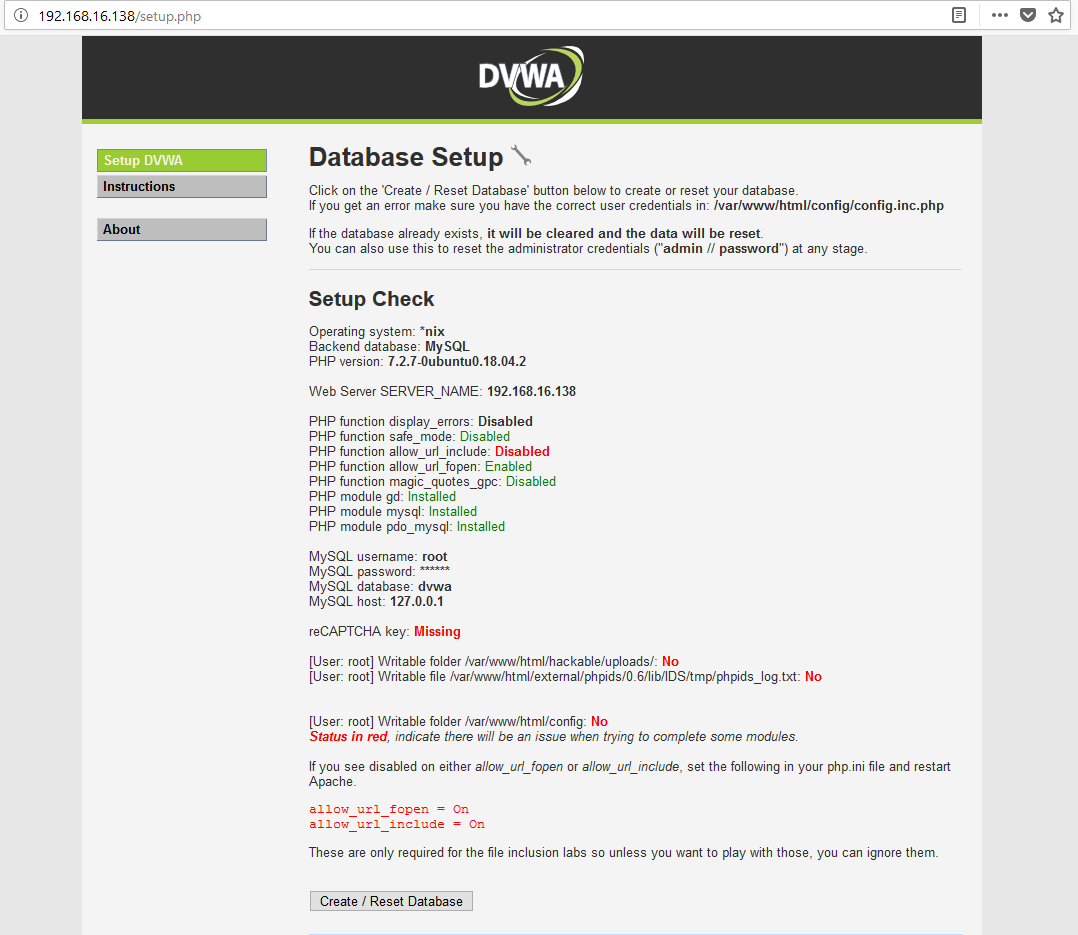 192.168.16.138/setup.php
DVWA
Setup DVWA
Instructions
About
Database Setup
Click on the 'Create / Reset Database' button below to create or reset your database.
If you get an error make sure you have the correct user credentials in: /var/www/html/config/config.inc.php
If the database already exists, it will be cleared and the data will be reset.
You can also use this to reset the administrator credentials ("admin // password") at any stage.
Setup Check
Operating system: *nix
Backend database: MySQL
PHP version: 7.2.7-0ubuntu0.18.04.2
Web Server SERVER_NAME: 192.168.16.138
PHP function display_errors: Disabled
PHP function safe_mode: Disabled
PHP function allow_url_include: Disabled
PHP function allow_url_fopen: Enabled
PHP function magic_quotes_gpc: Disabled
PHP module gd: Installed
PHP module mysql: Installed
PHP module pdo_mysql: Installed
MySQL username: root
MySQL password: ******
MySQL database: dvwa
MySQL host: 127.0.0.1
reCAPTCHA key: Missing
[User: root] Writable folder /var/www/html/hackable/uploads/: No
[User: root] Writable file /var/www/html/external/phpids/0.6/lib/IDS/tmp/phpids_log.txt: No
[User: root] Writable folder /var/www/html/config: No
Status in red, indicate there will be an issue when trying to complete some modules.
If you see disabled on either allow_url_fopen or allow_url_include, set the following in your php.ini file and restart
Apache.
allow_url_fopen = On
allow_url_include = On
These are only required for the file inclusion labs so unless you want to play with those, you can ignore them.
Create / Reset Database